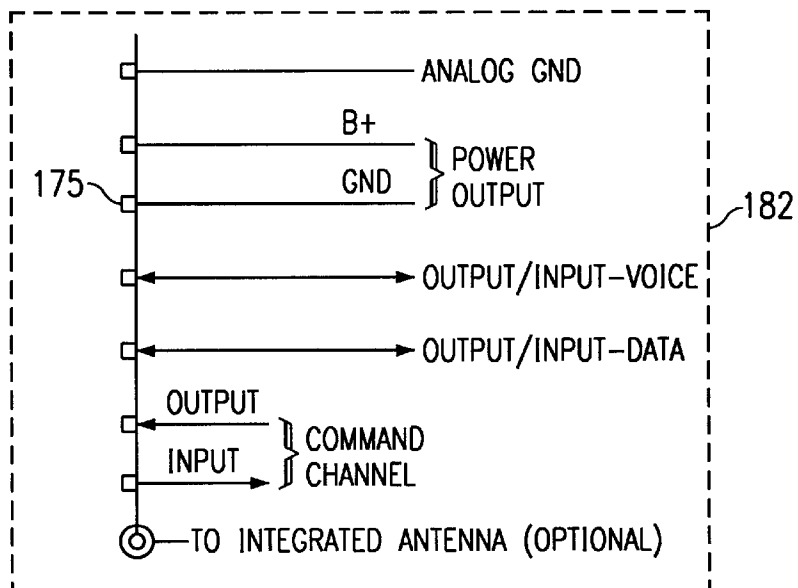 ANALOG GND
B+
POWER
175
GND
OUTPUT
182
OUTPUT/INPUT-VOICE
OUTPUT/INPUT-DATA
OUTPUT
COMMAND
INPUT
CHANNEL
TO INTEGRATED ANTENNA (OPTIONAL)